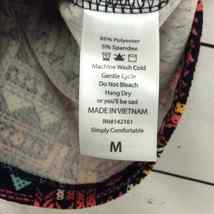 95% Polyester
5% Spandex
Machine Wash Cold
Gentle Cycle
Do Not Bleach
Hang Dry
or you'll be sad
MADE IN VIETNAM
RN#142161
Simply Comfortable
M